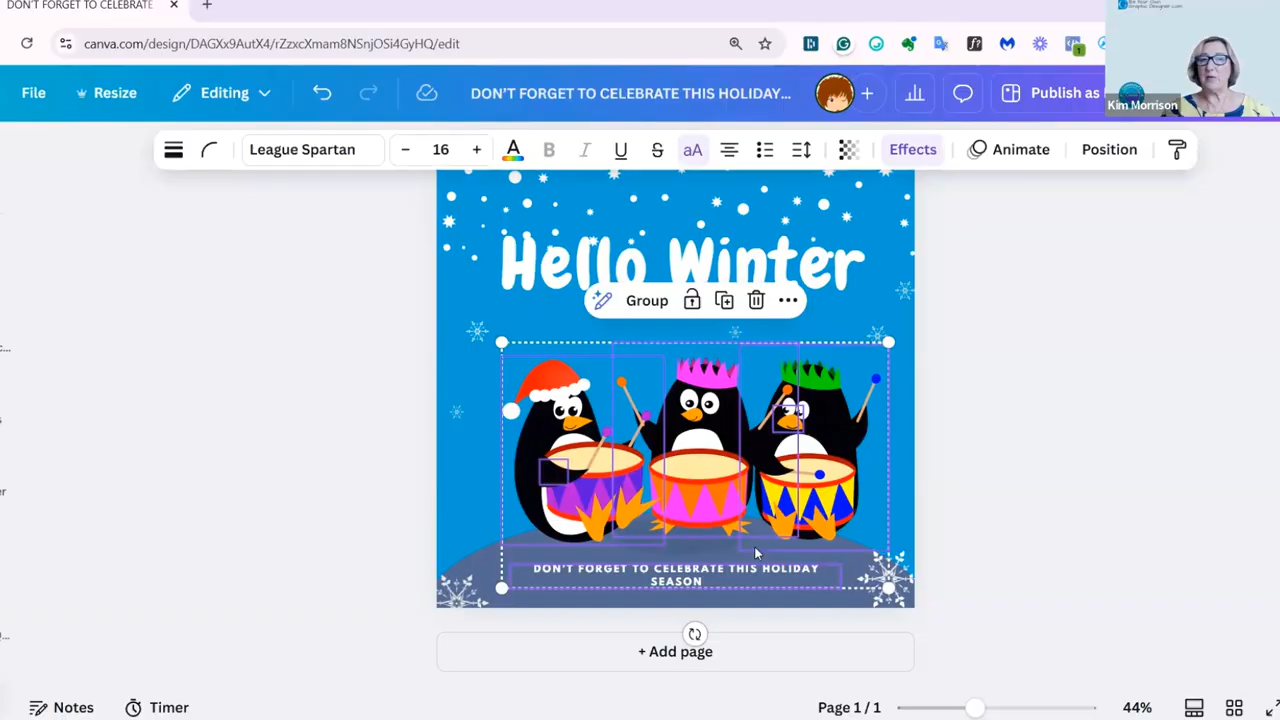 DON'T FORGET TO CELEBRATE
canva.com/design/DAGXx9AutX4/rZzxcXmam8NSrjOSi4GyHQ/edit
File
Resize
Editing
DON'T FORGET TO CELEBRATE THIS HOLIDAY...
Publish as
Kim Morrison
League Spartan
16
A
B
I
U
S
aA
Effects
Animate
Position
Hello Winter
Group
DON'T FORGET TO CELEBRATE THIS HOLIDAY
SEASON
+ Add page
Notes
Timer
Page 1 / 1
44%